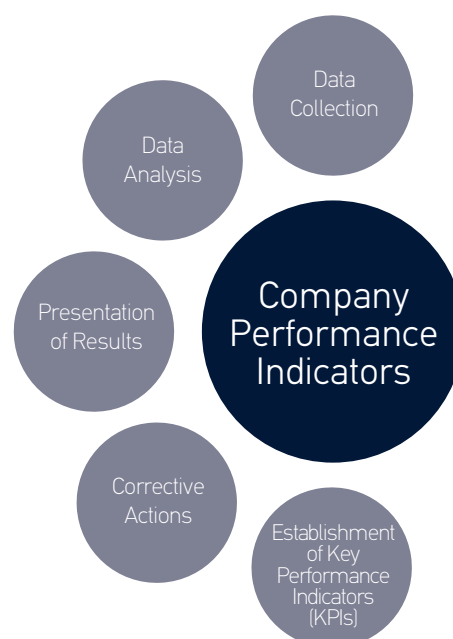 Data
Collection
Data
Analysis
Company
Performance
Indicators
Presentation
of Results
Corrective
Actions
Establishment
of Key
Performance
Indicators
(KPIs)